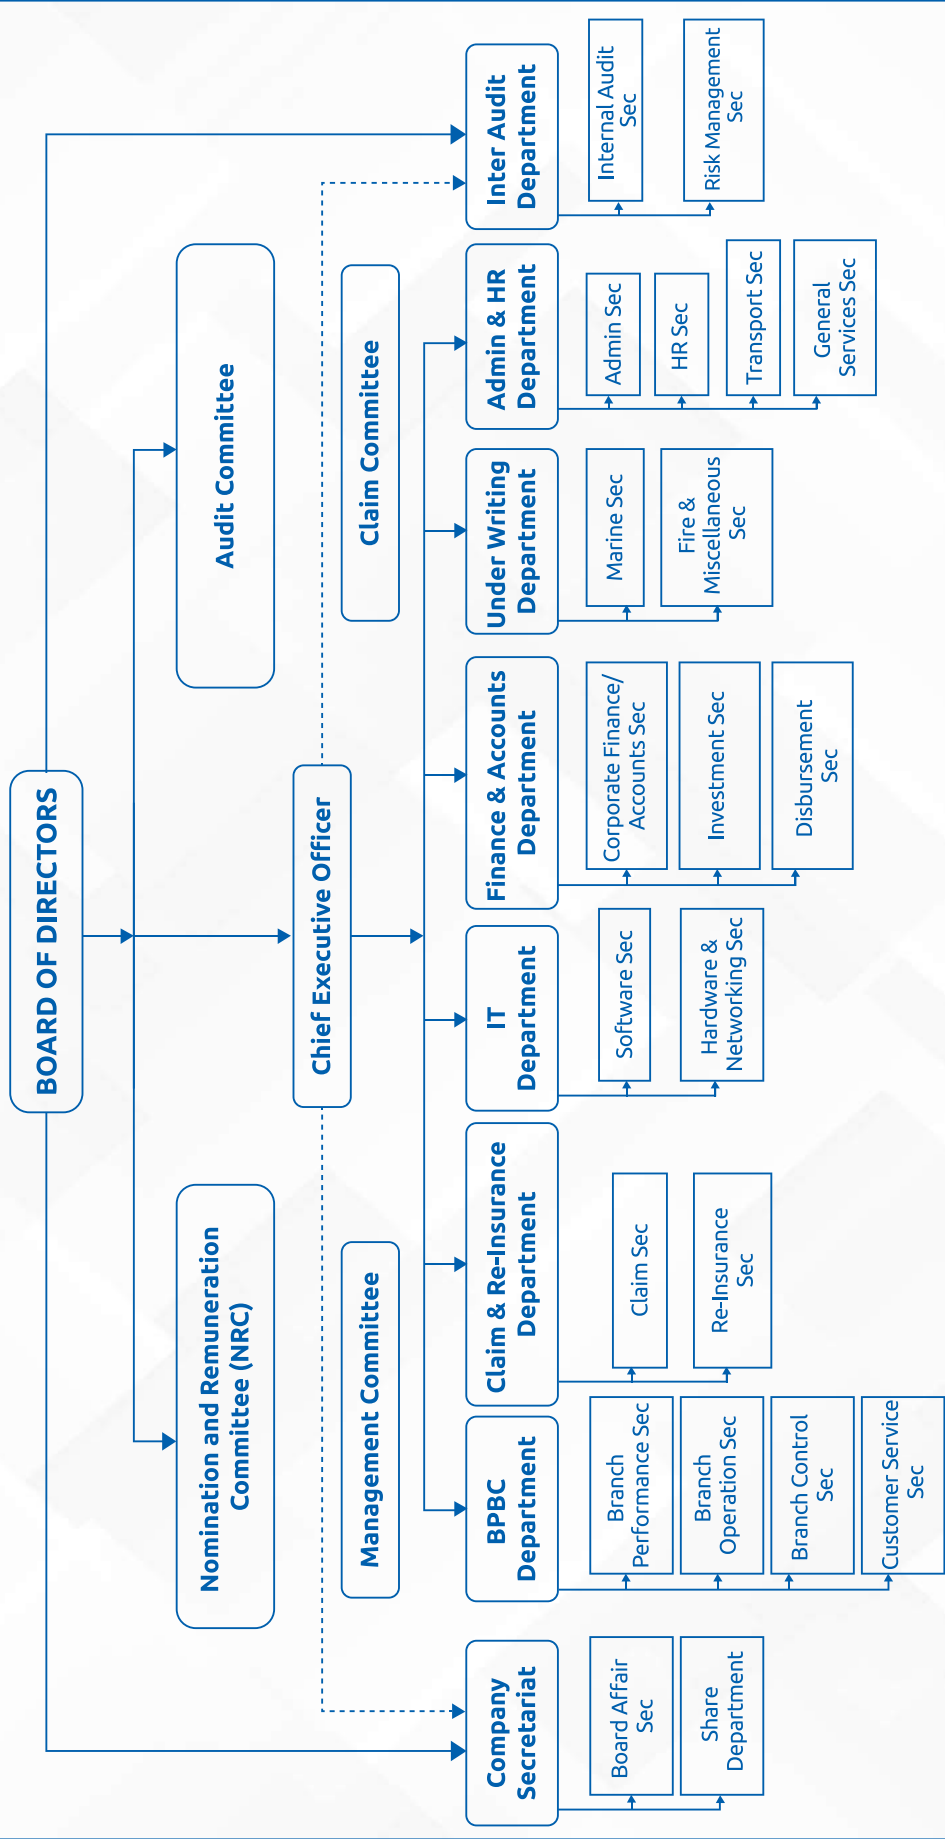 BOARD OF DIRECTORS
Nomination and Remuneration
Committee (NRC)
Audit Committee
Chief Executive Officer
Management Committee
Claim Committee
Company
Secretariat
BPBC
Department
Claim & Re-Insurance
Department
IT
Department
Finance & Accounts
Department
Under Writing
Department
Admin & HR
Department
Inter Audit
Department
Board Affair
Sec
Share
Department
Branch
Performance Sec
Branch
Operation Sec
Branch Control
Sec
Customer Service
Sec
Claim Sec
Re-Insurance
Sec
Software Sec
Hardware &
Networking Sec
Corporate Finance/
Accounts Sec
Investment Sec
Disbursement
Sec
Marine Sec
Fire &
Miscellaneous
Sec
Admin Sec
HR Sec
Transport Sec
General
Services Sec
Internal Audit
Sec
Risk Management
Sec